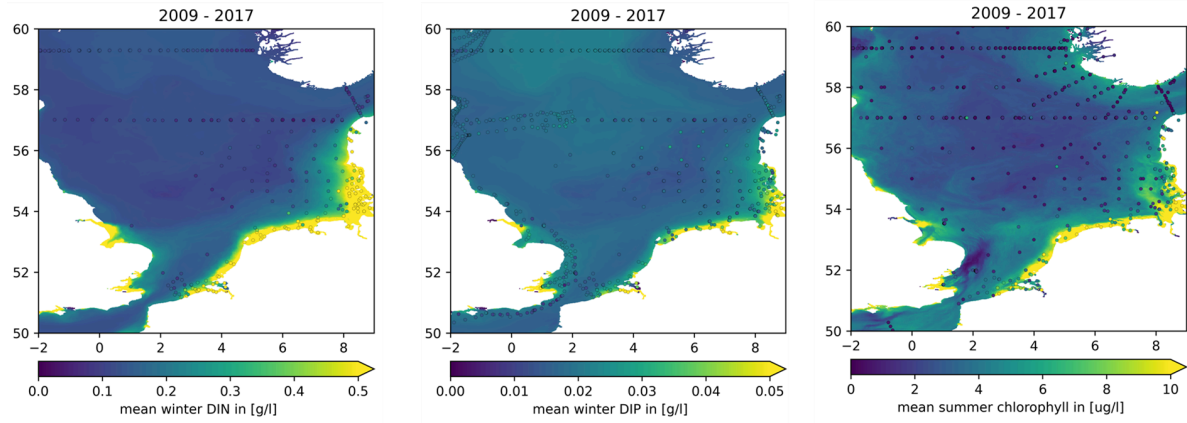 2009 - 2017
60
58
56
54
52
50
−2 0 2 4 6 8
0.0 0.1 0.2 0.3 0.4 0.5
mean winter DIN in [g/l]
2009 - 2017
60
58
56
54
52
50
−2 0 2 4 6 8
0.00 0.01 0.02 0.03 0.04 0.05
mean winter DIP in [g/l]
2009 - 2017
60
58
56
54
52
50
−2 0 2 4 6 8
0 2 4 6 8 10
mean summer chlorophyll in [ug/l]